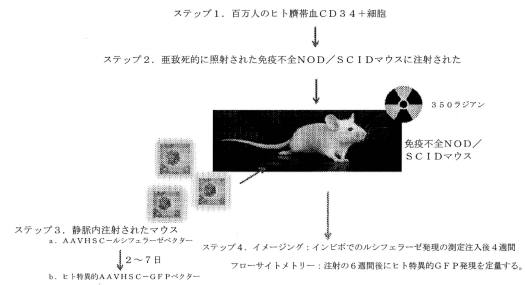 ステップ1．百万人のヒト臍帯血CD34＋細胞
ステップ2．亜致死的に照射された免疫不全NOD／SCIDマウスに注射された
350ラジアン
免疫不全NOD／
SCIDマウス
ステップ3．静脈内注射されたマウス
a．AAVHSC－ルシフェラーゼベクター
2～7日
b．ヒト特異的AAVHSC－GFPベクター
ステップ4．イメージング：インビボでのルシフェラーゼ発現の測定注入後4週間
フローサイトメトリー：注射の6週間後にヒト特異的GFP発現を定量する。